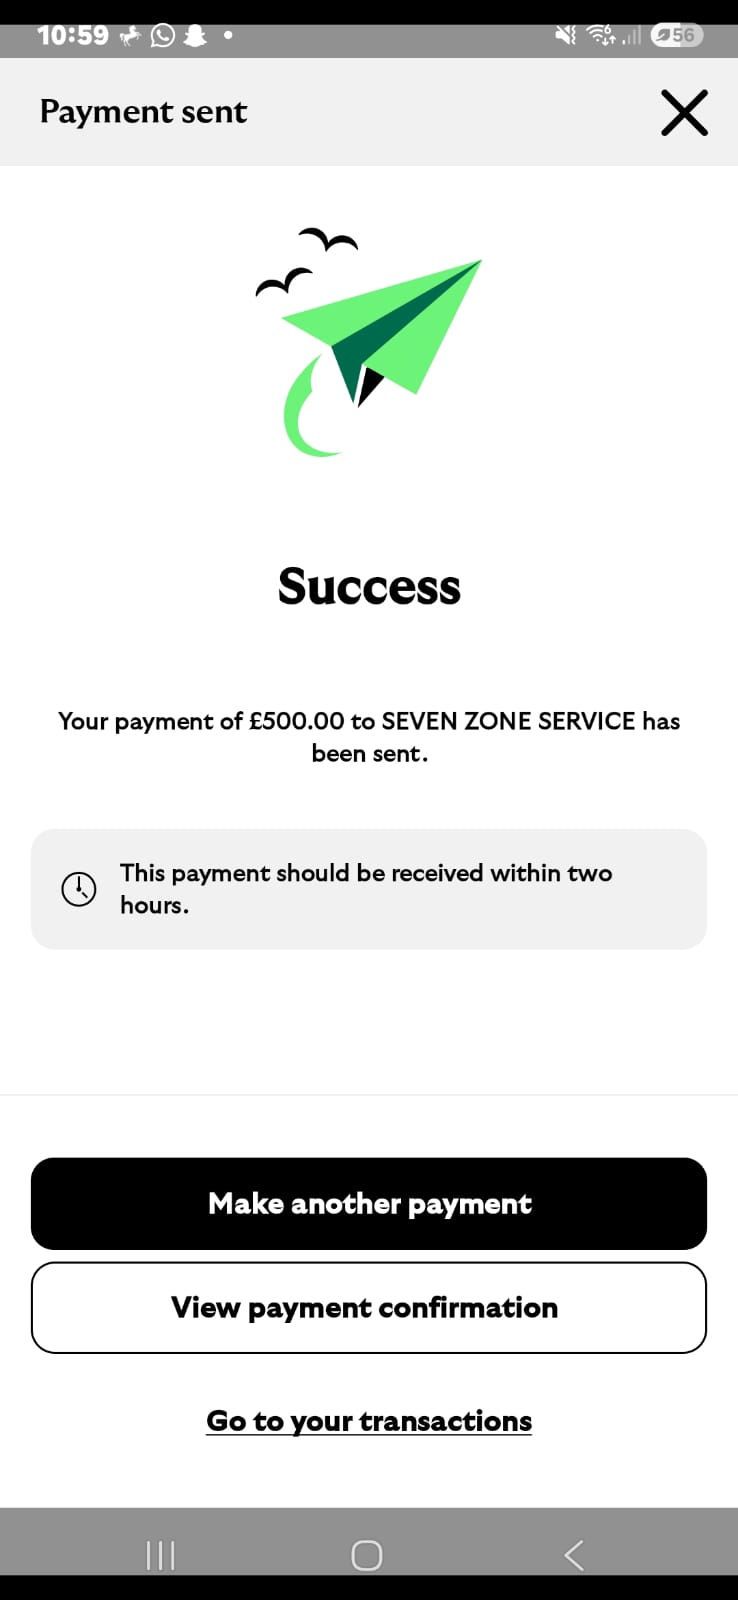 10:59
56
Payment sent
Success
Your payment of £500.00 to SEVEN ZONE SERVICE has
been sent.
This payment should be received within two
hours.
Make another payment
View payment confirmation
Go to your transactions